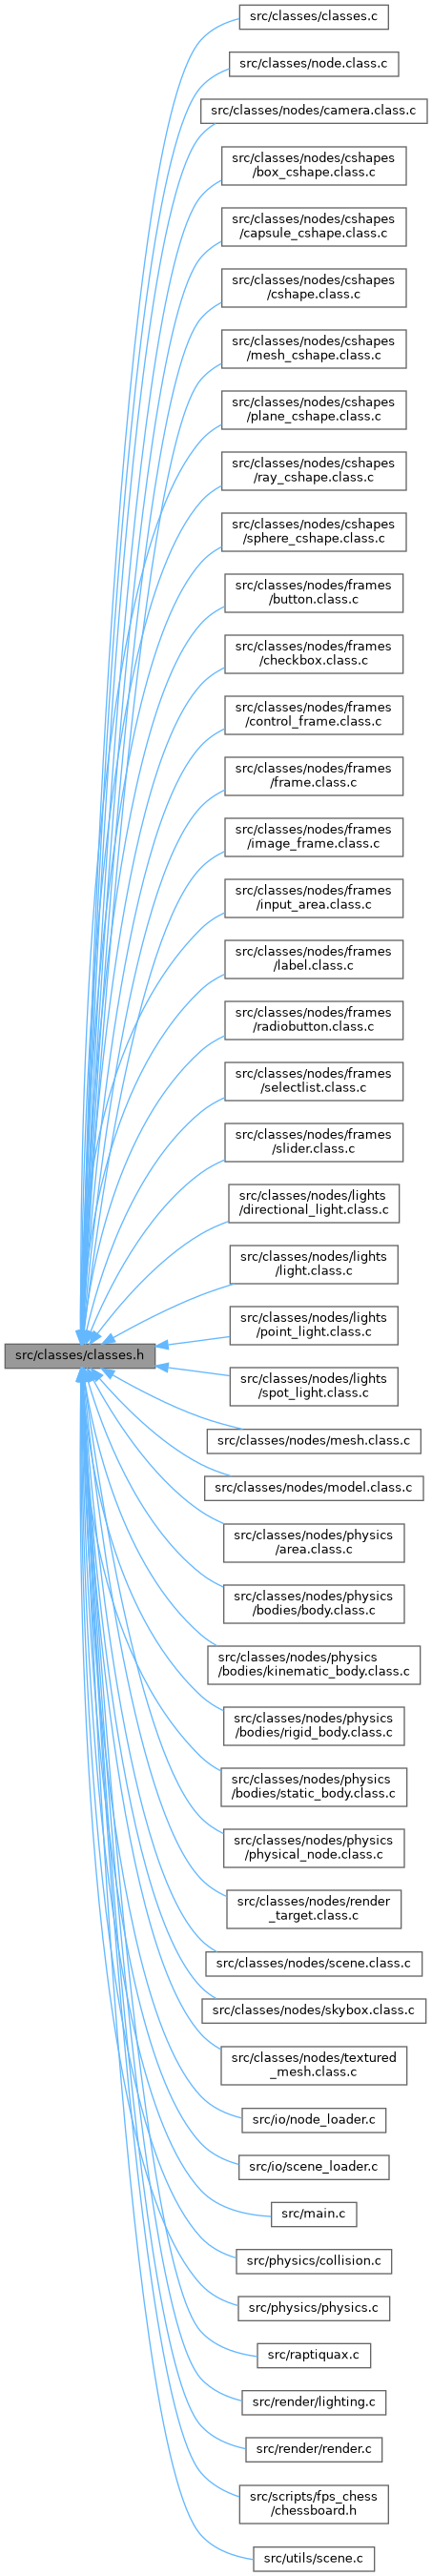 src/classes/classes.c
src/classes/node.class.c
src/classes/nodes/camera.class.c
src/classes/nodes/cshapes
/box_cshape.class.c
src/classes/nodes/cshapes
/capsule_cshape.class.c
src/classes/nodes/cshapes
/cshape.class.c
src/classes/nodes/cshapes
/mesh_cshape.class.c
src/classes/nodes/cshapes
/plane_cshape.class.c
src/classes/nodes/cshapes
/ray_cshape.class.c
src/classes/nodes/cshapes
/sphere_cshape.class.c
src/classes/nodes/frames
/button.class.c
src/classes/nodes/frames
/checkbox.class.c
src/classes/nodes/frames
/control_frame.class.c
src/classes/nodes/frames
/frame.class.c
src/classes/nodes/frames
/image_frame.class.c
src/classes/nodes/frames
/input_area.class.c
src/classes/nodes/frames
/label.class.c
src/classes/nodes/frames
/radiobutton.class.c
src/classes/nodes/frames
/selectlist.class.c
src/classes/nodes/frames
/slider.class.c
src/classes/nodes/lights
/directional_light.class.c
src/classes/nodes/lights
/light.class.c
src/classes/nodes/lights
/point_light.class.c
src/classes/classes.h
src/classes/nodes/lights
/spot_light.class.c
src/classes/nodes/mesh.class.c
src/classes/nodes/model.class.c
src/classes/nodes/physics
/area.class.c
src/classes/nodes/physics
/bodies/body.class.c
src/classes/nodes/physics
/bodies/kinematic_body.class.c
src/classes/nodes/physics
/bodies/rigid_body.class.c
src/classes/nodes/physics
/bodies/static_body.class.c
src/classes/nodes/physics
/physical_node.class.c
src/classes/nodes/render
_target.class.c
src/classes/nodes/scene.class.c
src/classes/nodes/skybox.class.c
src/classes/nodes/textured
_mesh.class.c
src/io/node_loader.c
src/io/scene_loader.c
src/main.c
src/physics/collision.c
src/physics/physics.c
src/raptiquax.c
src/render/lighting.c
src/render/render.c
src/scripts/fps_chess
/chessboard.h
src/utils/scene.c